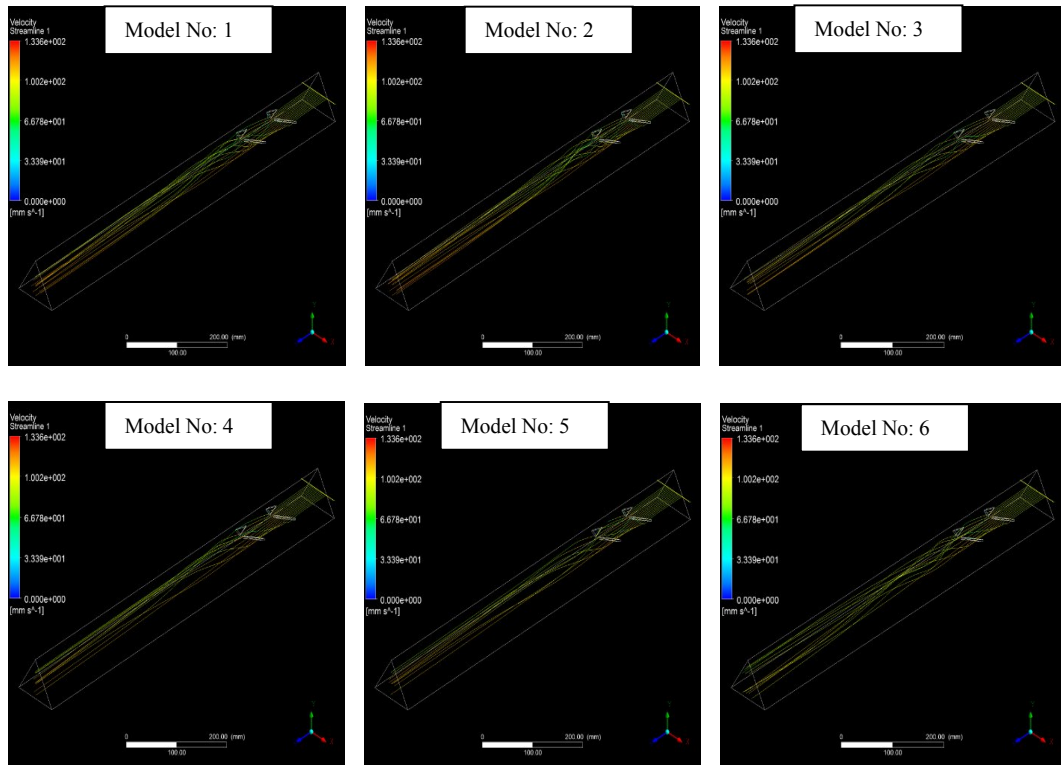 Model No: 1
Velocity
Streamline 1
1.336e+002
1.002e+002
6.678e+001
3.339e+001
0.000e+000
[mm s^-1]
0 200.00 (mm)
100.00
Model No: 2
Velocity
Streamline 1
1.336e+002
1.002e+002
6.678e+001
3.339e+001
0.000e+000
[mm s^-1]
0 200.00 (mm)
100.00
Model No: 3
Velocity
Streamline 1
1.336e+002
1.002e+002
6.678e+001
3.339e+001
0.000e+000
[mm s^-1]
0 200.00 (mm)
100.00
Model No: 4
Velocity
Streamline 1
1.336e+002
1.002e+002
6.678e+001
3.339e+001
0.000e+000
[mm s^-1]
0 200.00 (mm)
100.00
Model No: 5
Velocity
Streamline 1
1.336e+002
1.002e+002
6.678e+001
3.339e+001
0.000e+000
[mm s^-1]
0 200.00 (mm)
100.00
Model No: 6
Velocity
Streamline 1
1.336e+002
1.002e+002
6.678e+001
3.339e+001
0.000e+000
[mm s^-1]
0 200.00 (mm)
100.00